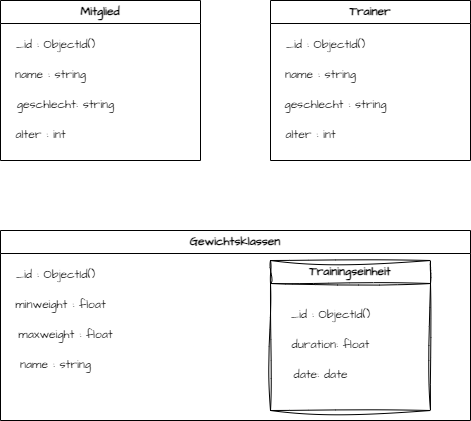 Mitglied
_id : ObjectId()
name : string
geschlecht: string
alter : int
Trainer
_id : ObjectId()
name : string
geschlecht : string
alter : int
Gewichtsklassen
_id : ObjectId()
minweight : float
maxweight : float
name : string
Trainingseinheit
_id : ObjectId()
duration: float
date: date